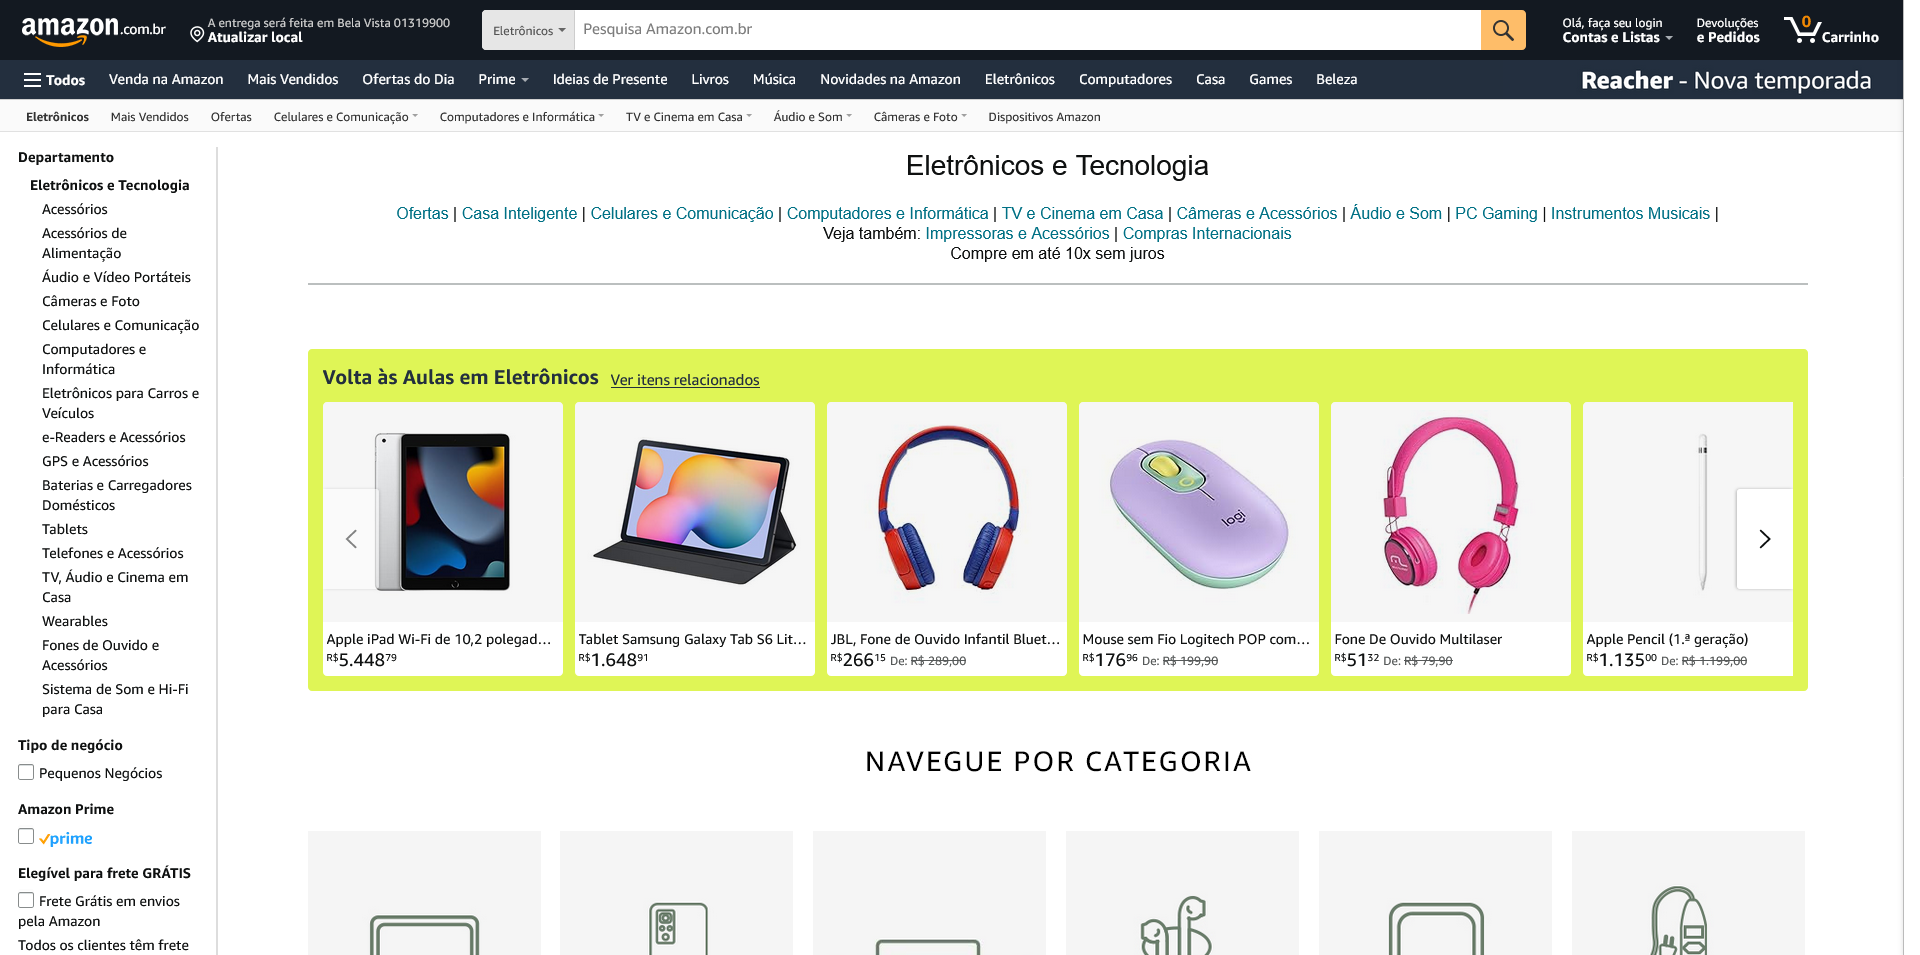 amazon.com.br
A entrega será feita em Bela Vista 01319900
Atualizar local
Eletrônicos
Pesquisa Amazon.com.br
Olá, faça seu login
Contas e Listas
Devoluções
e Pedidos
0
Carrinho
Todos Venda na Amazon Mais Vendidos Ofertas do Dia Prime Ideias de Presente Livros Música Novidades na Amazon Eletrônicos Computadores Casa Games Beleza
Reacher - Nova temporada
Eletrônicos Mais Vendidos Ofertas Celulares e Comunicação Computadores e Informática TV e Cinema em Casa Áudio e Som Câmeras e Foto Dispositivos Amazon
Departamento
Eletrônicos e Tecnologia
Acessórios
Acessórios de
Alimentação
Áudio e Vídeo Portáteis
Câmeras e Foto
Celulares e Comunicação
Computadores e
Informática
Eletrônicos para Carros e
Veículos
e-Readers e Acessórios
GPS e Acessórios
Baterias e Carregadores
Domésticos
Tablets
Telefones e Acessórios
TV, Áudio e Cinema em
Casa
Wearables
Fones de Ouvido e
Acessórios
Sistema de Som e Hi-Fi
para Casa
Tipo de negócio
Pequenos Negócios
Amazon Prime
prime
Elegível para frete GRÁTIS
Frete Grátis em envios
pela Amazon
Todos os clientes têm frete
Eletrônicos e Tecnologia
Ofertas | Casa Inteligente | Celulares e Comunicação | Computadores e Informática | TV e Cinema em Casa | Câmeras e Acessórios | Áudio e Som | PC Gaming | Instrumentos Musicais |
Veja também: Impressoras e Acessórios | Compras Internacionais
Compre em até 10x sem juros
Volta às Aulas em Eletrônicos Ver itens relacionados
logi
Apple iPad Wi-Fi de 10,2 polegad...
R$5.44879
Tablet Samsung Galaxy Tab S6 Lit...
R$1.64891
JBL, Fone de Ouvido Infantil Bluet...
R$26615 De: R$ 289,00
Mouse sem Fio Logitech POP com...
R$17696 De: R$ 199,90
Fone De Ouvido Multilaser
R$5132 De: R$ 79,90
Apple Pencil (1.ª geração)
R$1.13500 De: R$ 1.199,00
NAVEGUE POR CATEGORIA